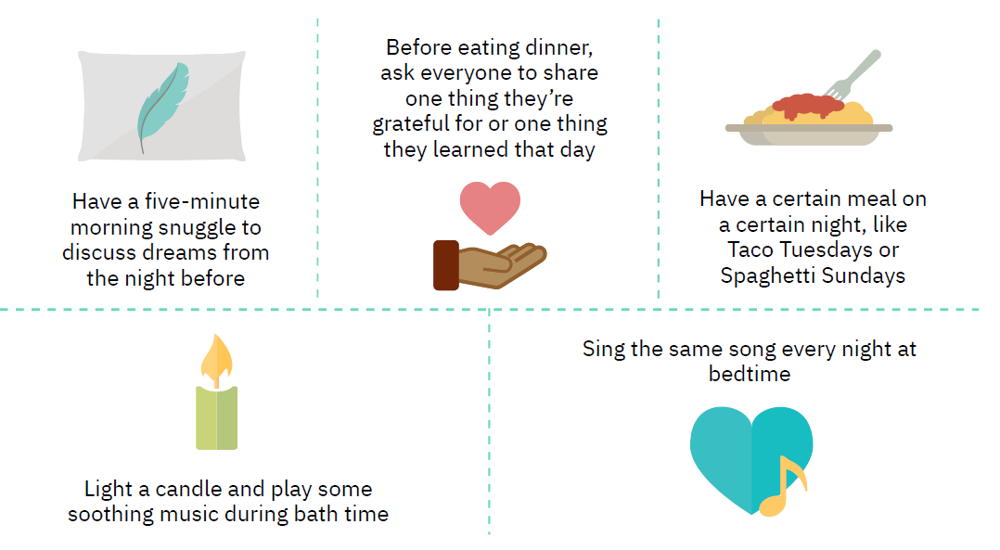 Have a five-minute
morning snuggle to
discuss dreams from
the night before
Before eating dinner,
ask everyone to share
one thing they’re
grateful for or one thing
they learned that day
Have a certain meal on
a certain night, like
Taco Tuesdays or
Spaghetti Sundays
Light a candle and play some
soothing music during bath time
Sing the same song every night at
bedtime